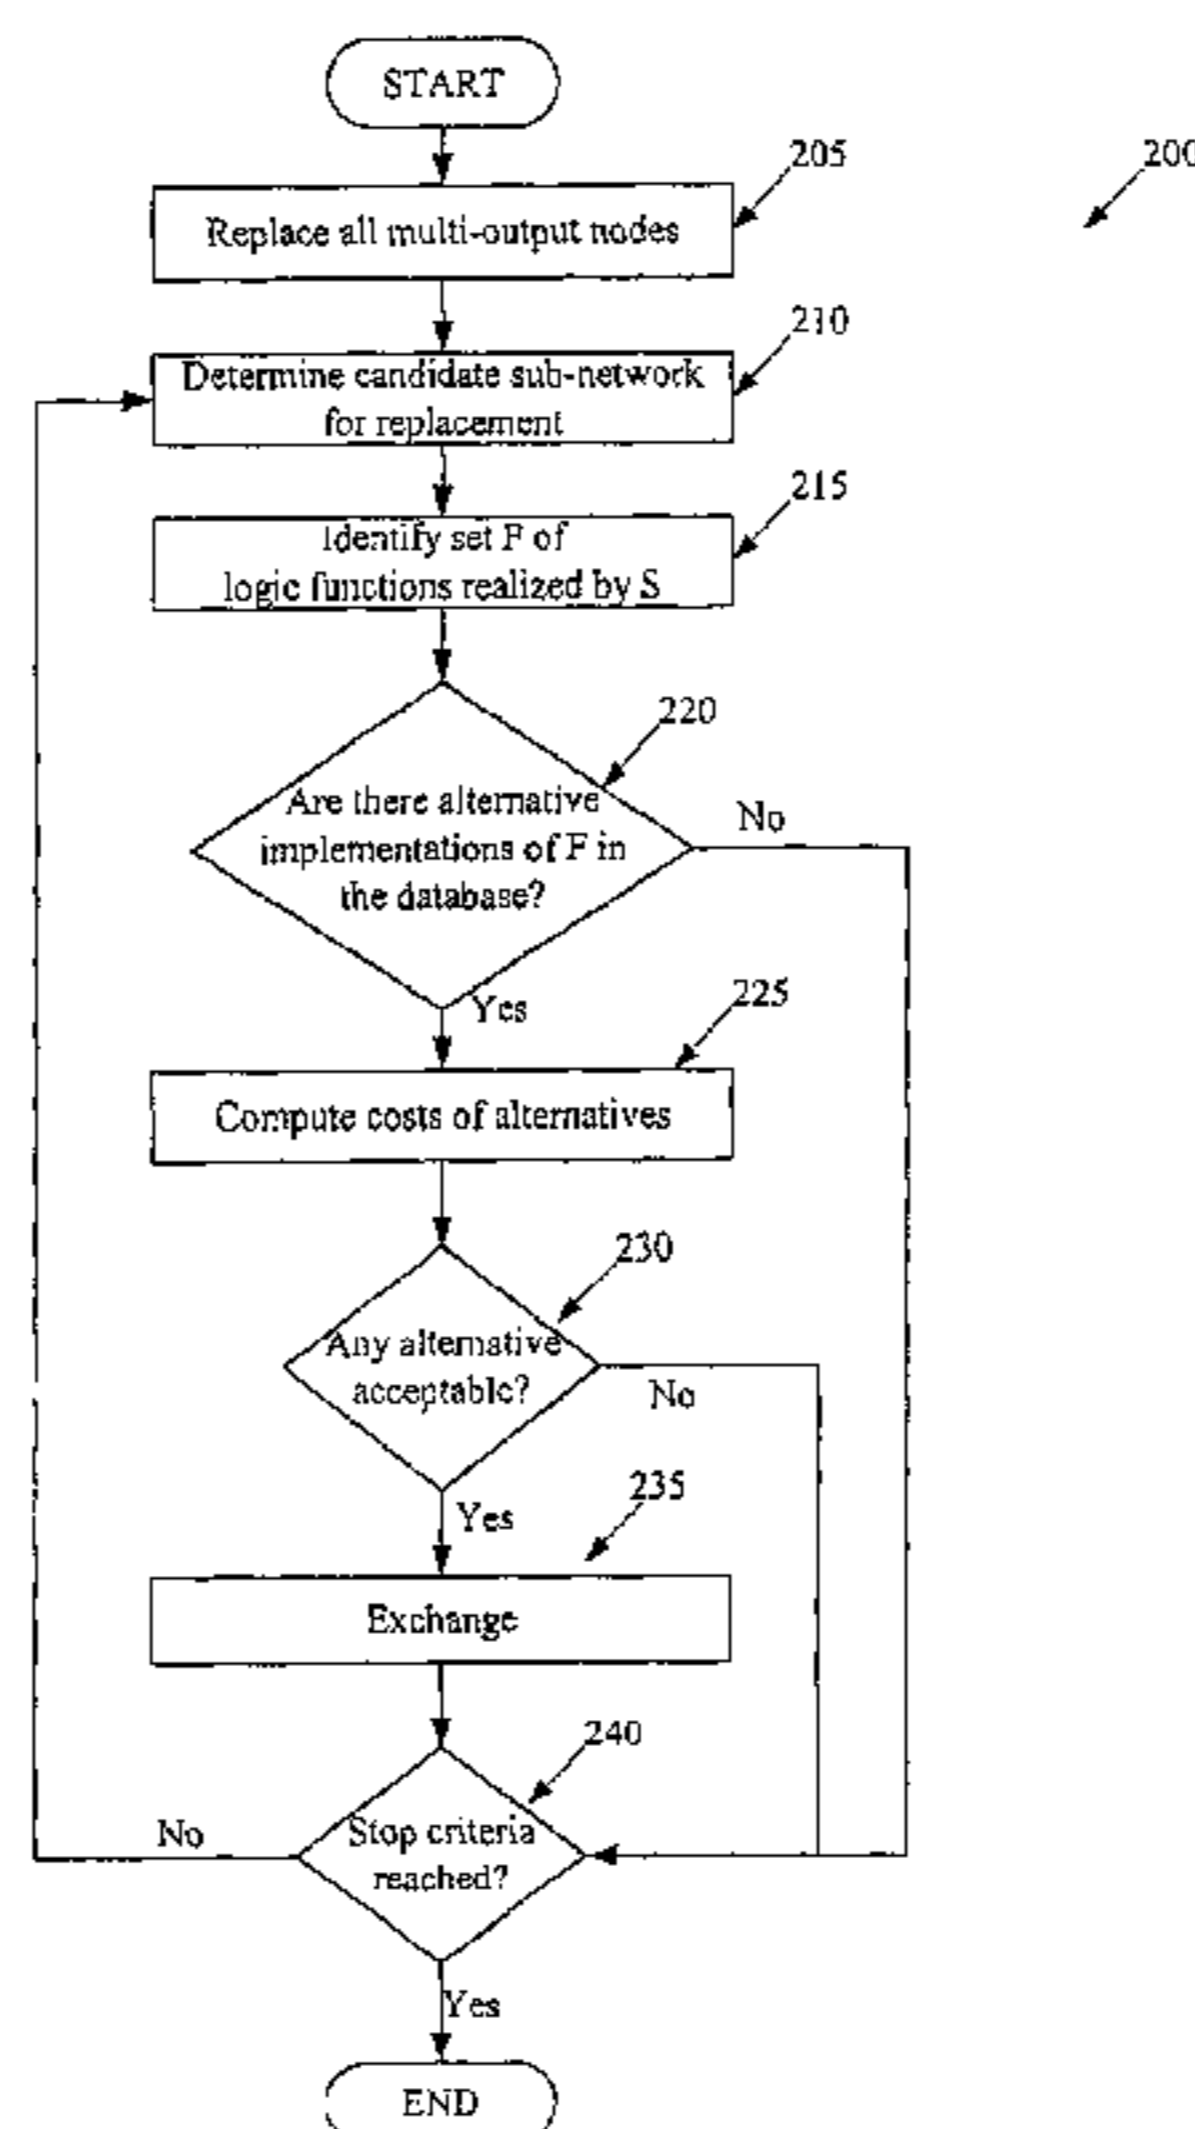 START
205
200
Replace all multi-output nodes
210
Determine candidate sub-network
for replacement
215
Identify set F of
logic functions realized by S
220
Are there alternative
implementations of F in
the database?
No
Yes
225
Compute costs of alternatives
230
Any alternative
acceptable?
No
235
Yes
Exchange
240
Stop criteria
reached?
No
Yes
END